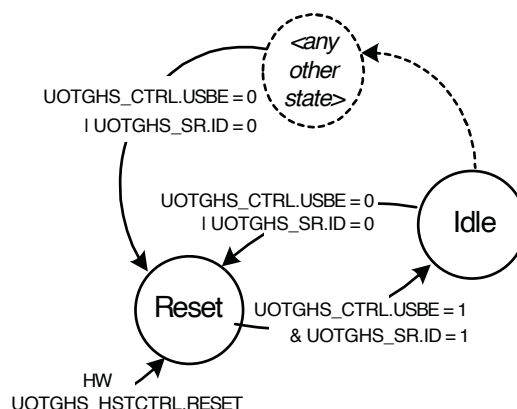 <any
other
state>
UOTGHS_CTRL.USBE = 0
| UOTGHS_SR.ID = 0
UOTGHS_CTRL.USBE = 0
| UOTGHS_SR.ID = 0
Idle
Reset
UOTGHS_CTRL.USBE = 1
& UOTGHS_SR.ID = 1
HW
UOTGHS_HSTCTRL.RESET